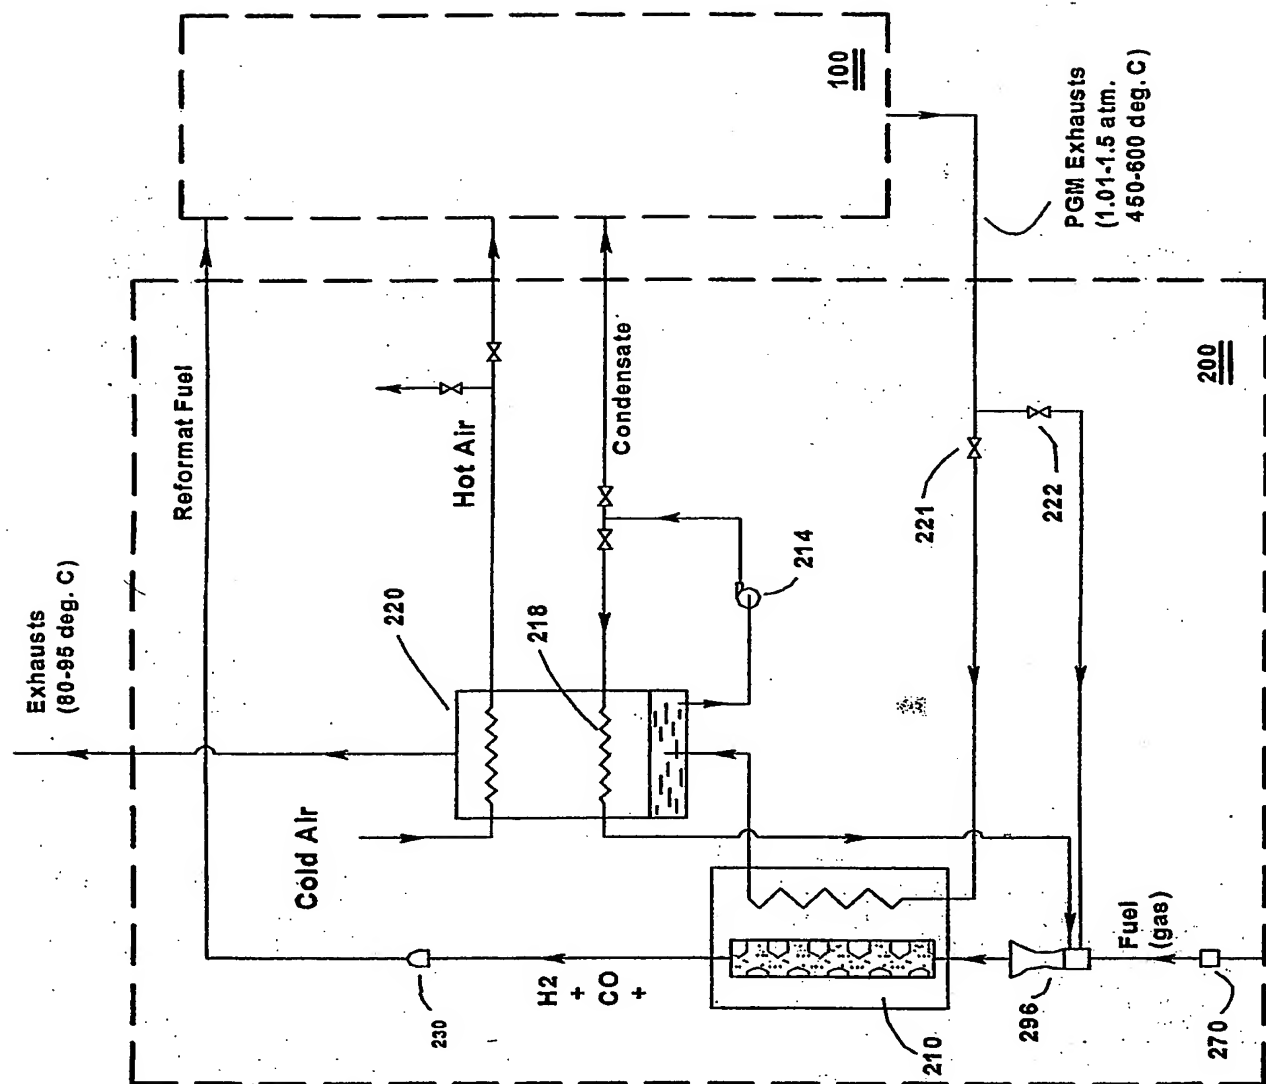 100
PGM Exhausts
(1.01-1.5 atm.
450-600 deg. C)
200
Reformat Fuel
Hot Air
Condensate
221
222
Exhausts
(80-95 deg. C)
220
218
214
Cold Air
H2 + CO +
Fuel
(gas)
230
210
296
270